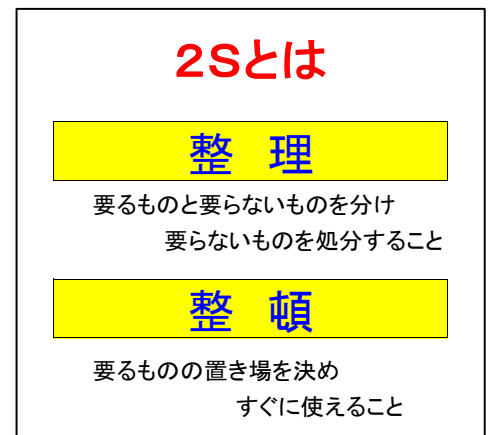 ２Sとは
整　理
要るものと要らないものを分け
要らないものを処分すること
整　頓
要るものの置き場を決め
すぐに使えること